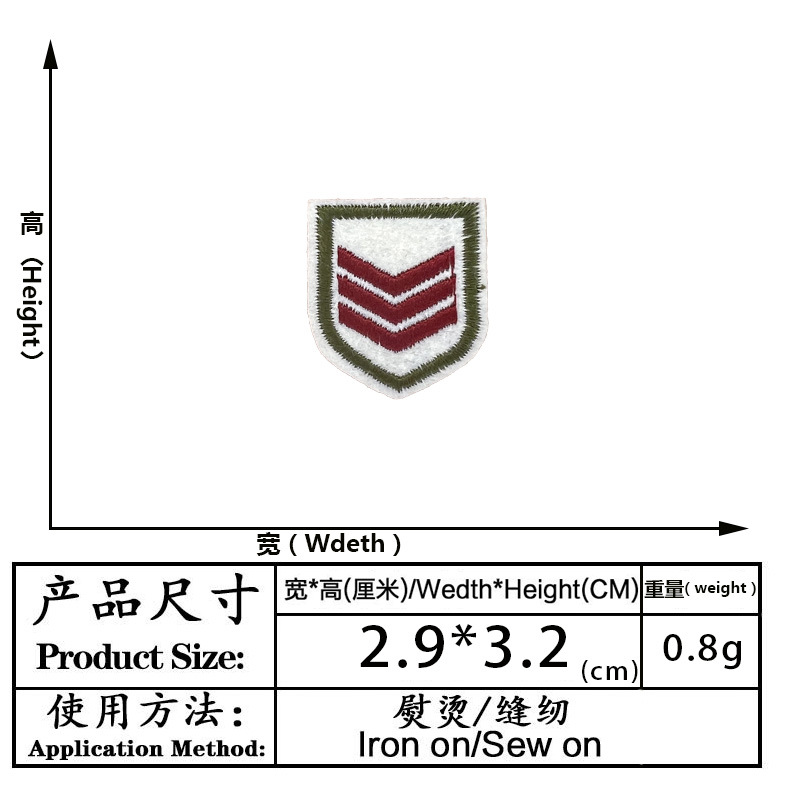 高(Height)
宽(Wdeth)
产品尺寸
Product Size:
宽*高(厘米)/Wedth*Height(CM)
重量(weight)
2.9*3.2(cm)
0.8g
使用方法:
Application Method:
熨烫/缝纫
Iron on/Sew on